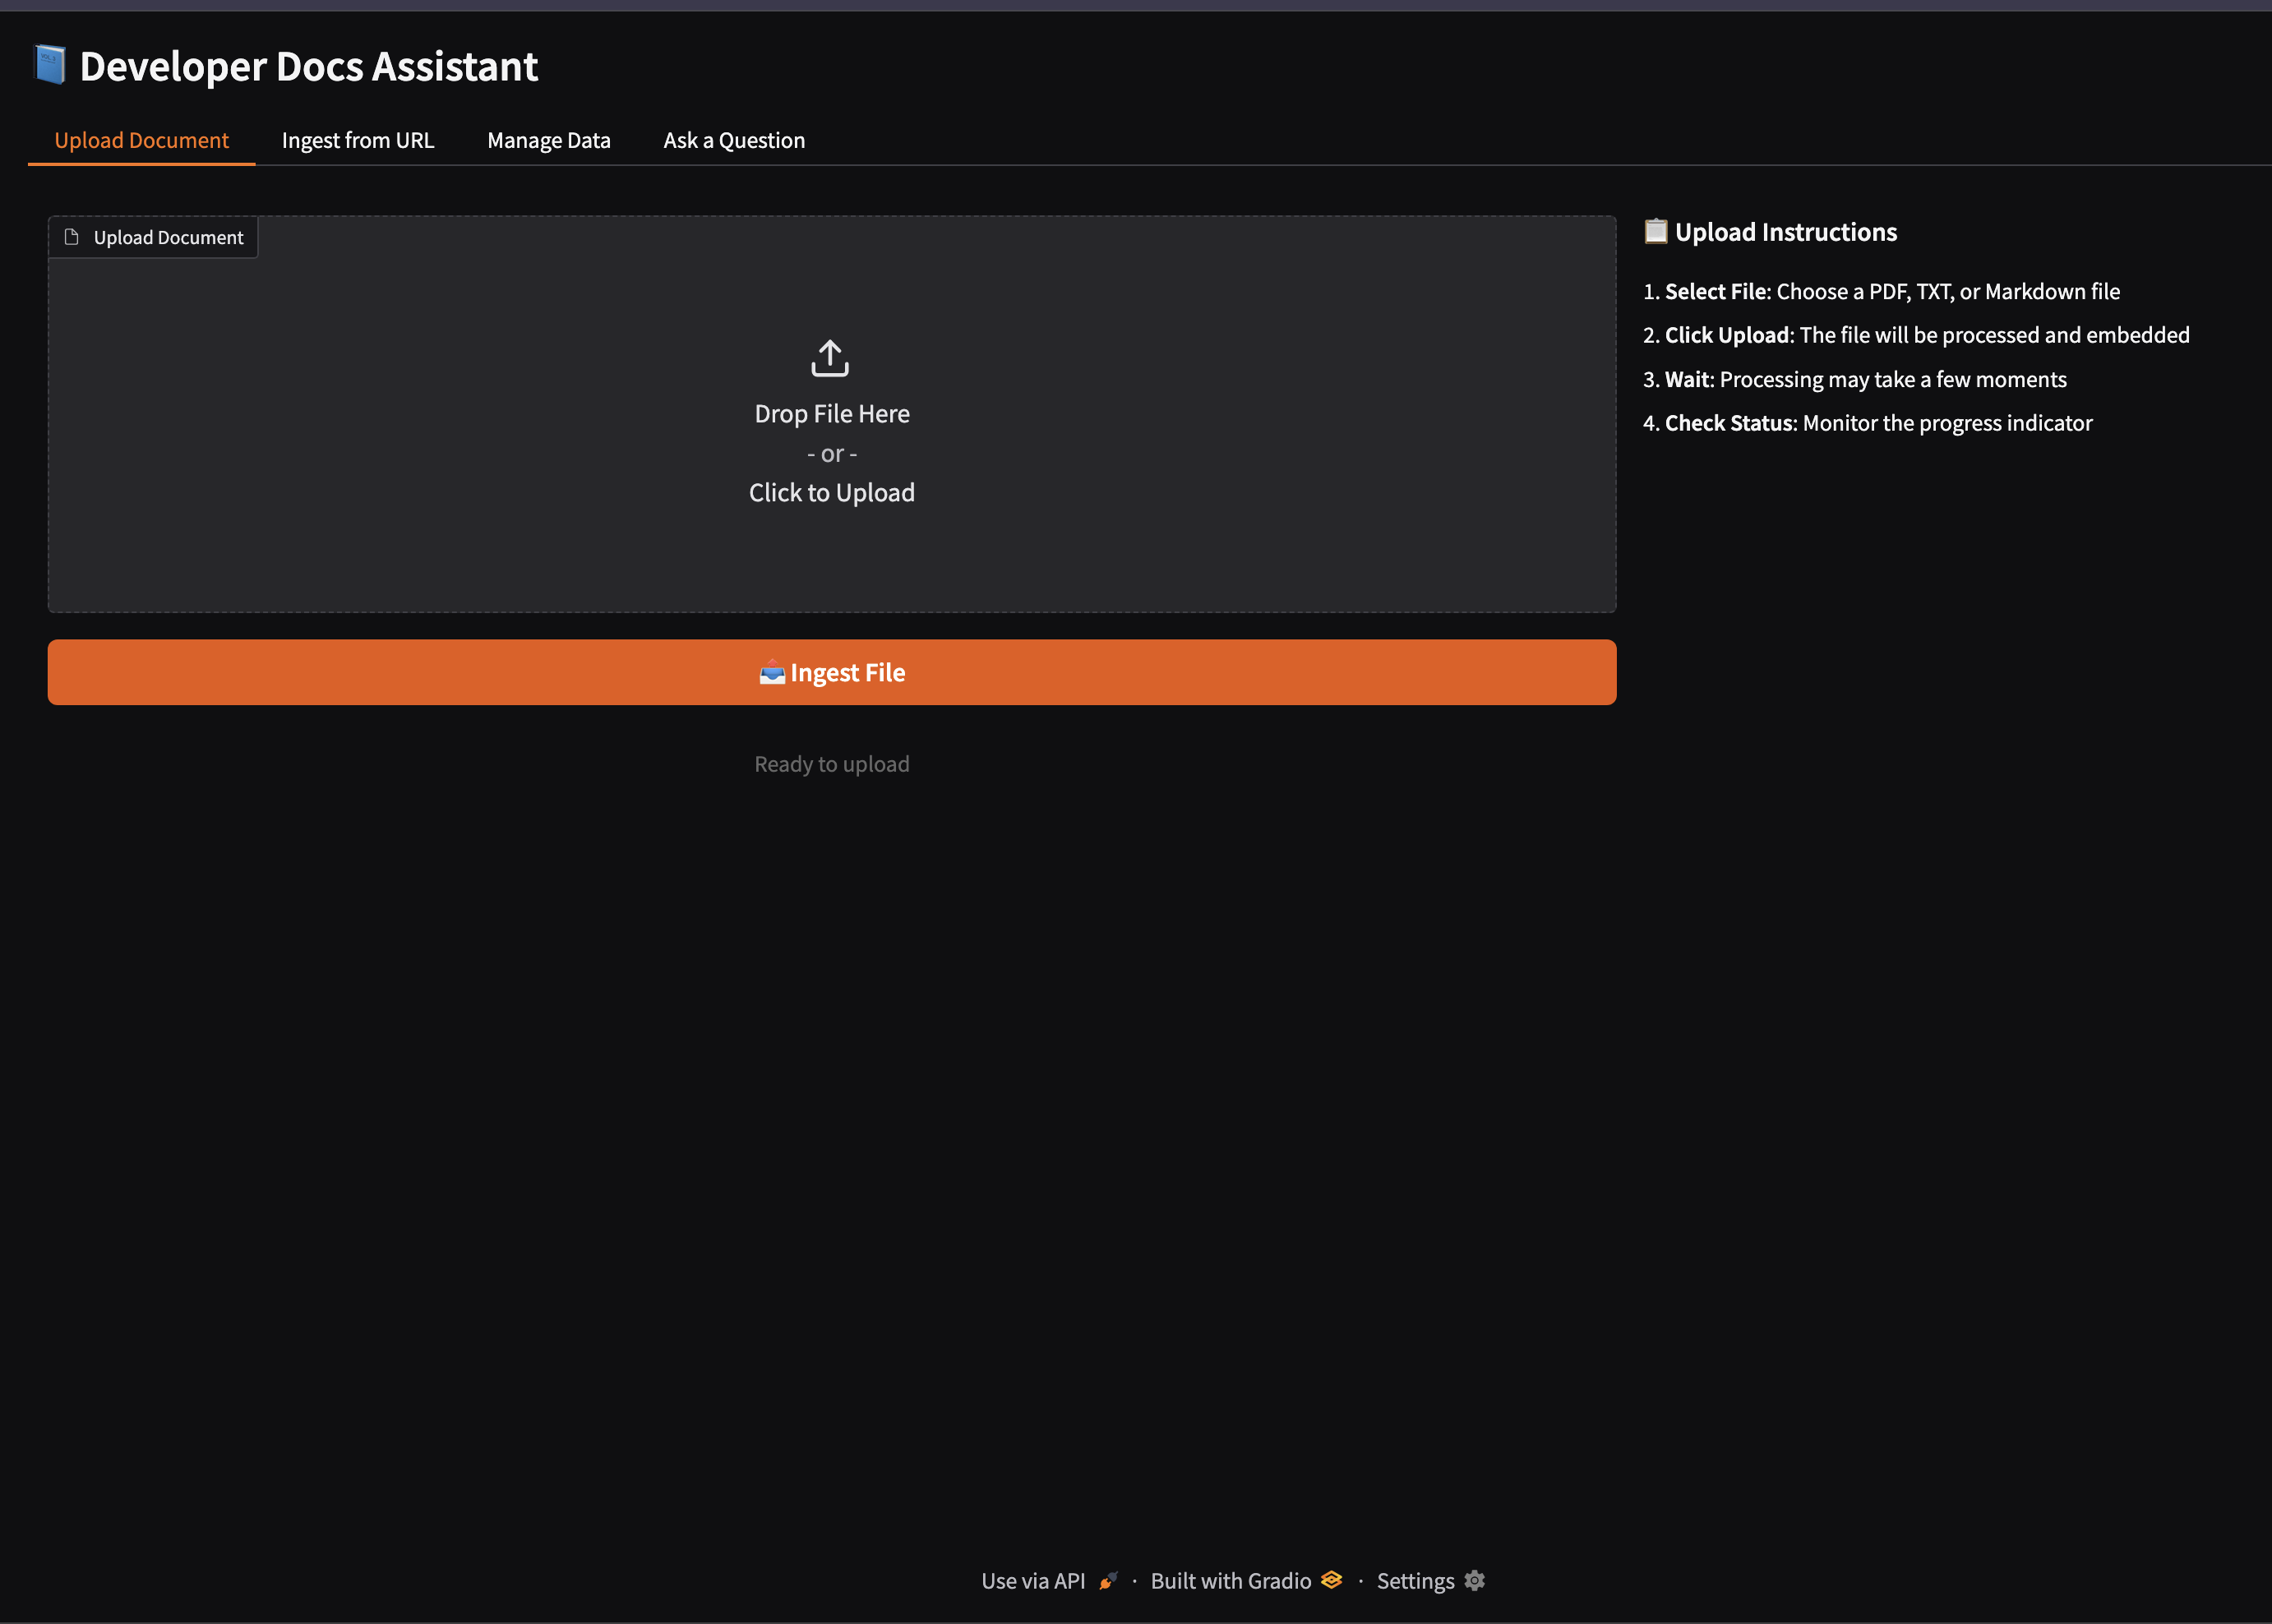 Developer Docs Assistant
Upload Document
Ingest from URL
Manage Data
Ask a Question
Upload Document
Drop File Here
- or -
Click to Upload
Ingest File
Ready to upload
Upload Instructions
1. Select File: Choose a PDF, TXT, or Markdown file
2. Click Upload: The file will be processed and embedded
3. Wait: Processing may take a few moments
4. Check Status: Monitor the progress indicator
Use via API · Built with Gradio · Settings